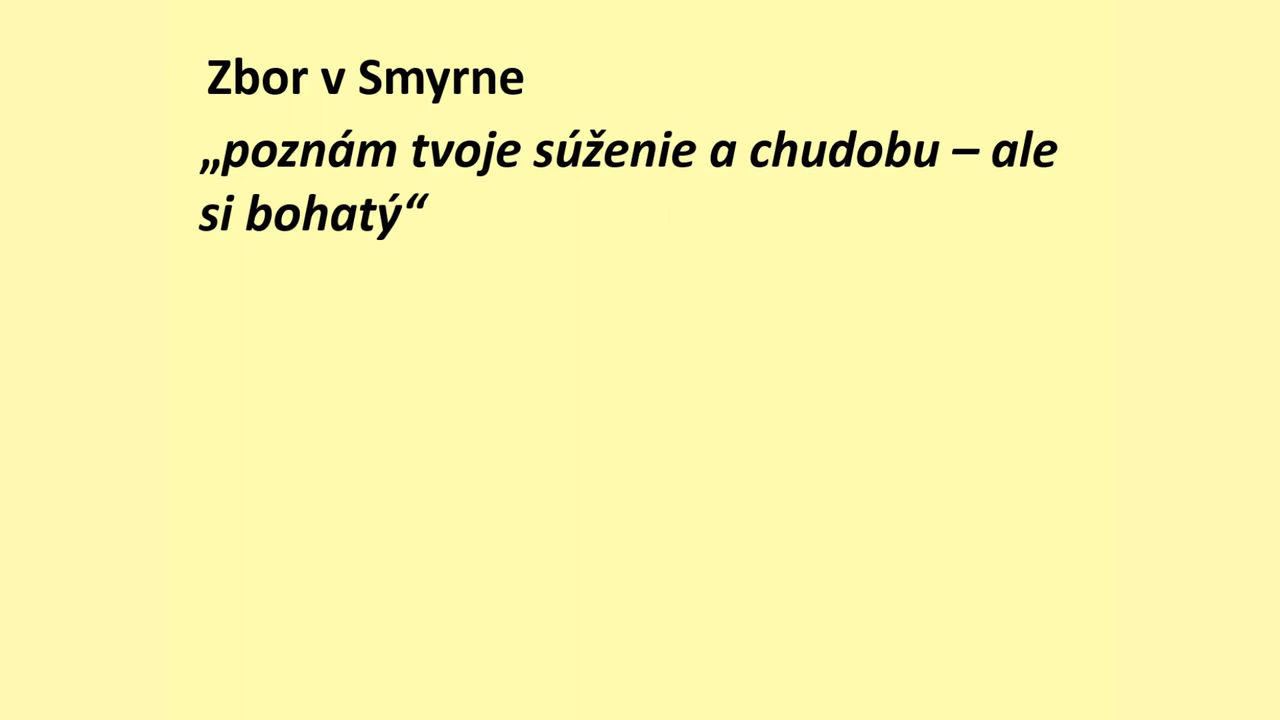 Zbor v Smyrne
„poznám tvoje súženie a chudobu – ale
si bohatý“